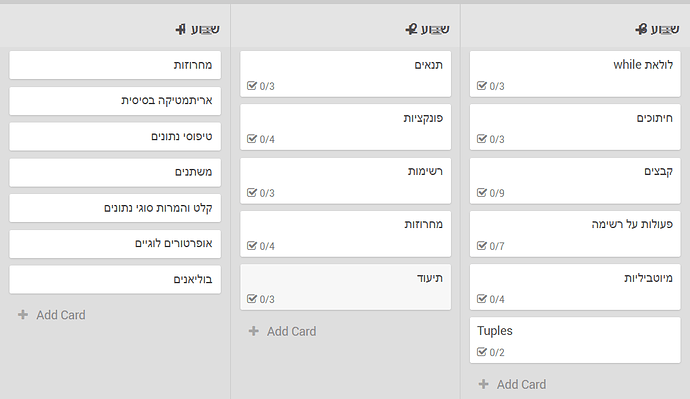 שבוע 1
מחרוזות
אריתמטיקה בסיסית
טיפוסי נתונים
משתנים
קלט והמרות סוגי נתונים
אופרטורים לוגיים
בוליאנים
Add Card
שבוע 2
תנאים
0/3
פונקציות
0/4
רשימות
0/3
מחרוזות
0/4
תיעוד
0/3
Add Card
שבוע 3
לולאת while
0/3
חיתוכים
0/3
קבצים
0/9
פעולות על רשימה
0/7
מיוטביליות
0/4
Tuples
0/2
Add Card